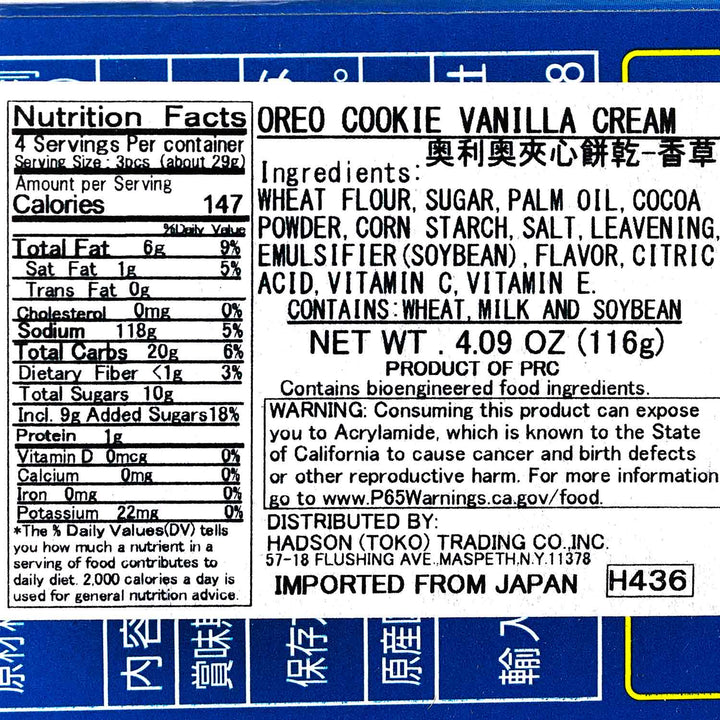 Nutrition Facts
4 Servings Per container
Serving Size : 3pcs (about 29g)
Amount per Serving
Calories 147
%Daily Value
Total Fat 6g 9%
Sat Fat 1g 5%
Trans Fat 0g
Cholesterol 0mg 0%
Sodium 118g 5%
Total Carbs 20g 6%
Dietary Fiber <1g 3%
Total Sugars 10g
Incl. 9g Added Sugars 18%
Protein 1g
Vitamin D 0mcg 0%
Calcium 0mg 0%
Iron 0mg 0%
Potassium 22mg 0%
*The % Daily Values(DV) tells
you how much a nutrient in a
serving of food contributes to
daily diet. 2,000 calories a day is
used for general nutrition advice.
OREO COOKIE VANILLA CREAM
奧利奧夾心餅乾-香草
Ingredients:
WHEAT FLOUR, SUGAR, PALM OIL, COCOA
POWDER, CORN STARCH, SALT, LEAVENING,
EMULSIFIER(SOYBEAN), FLAVOR, CITRIC
ACID, VITAMIN C, VITAMIN E.
CONTAINS: WHEAT, MILK AND SOYBEAN
NET WT . 4.09 OZ (116g)
PRODUCT OF PRC
Contains bioengineered food ingredients.
WARNING: Consuming this product can expose
you to Acrylamide, which is known to the State
of California to cause cancer and birth defects
or other reproductive harm. For more information
go to www.P65Warnings.ca.gov/food.
DISTRIBUTED BY:
HADSON (TOKO) TRADING CO.,INC.
57-18 FLUSHING AVE.,MASPETH,N.Y.11378
IMPORTED FROM JAPAN H436
原材
内容
賞味
保存
原産
輸入